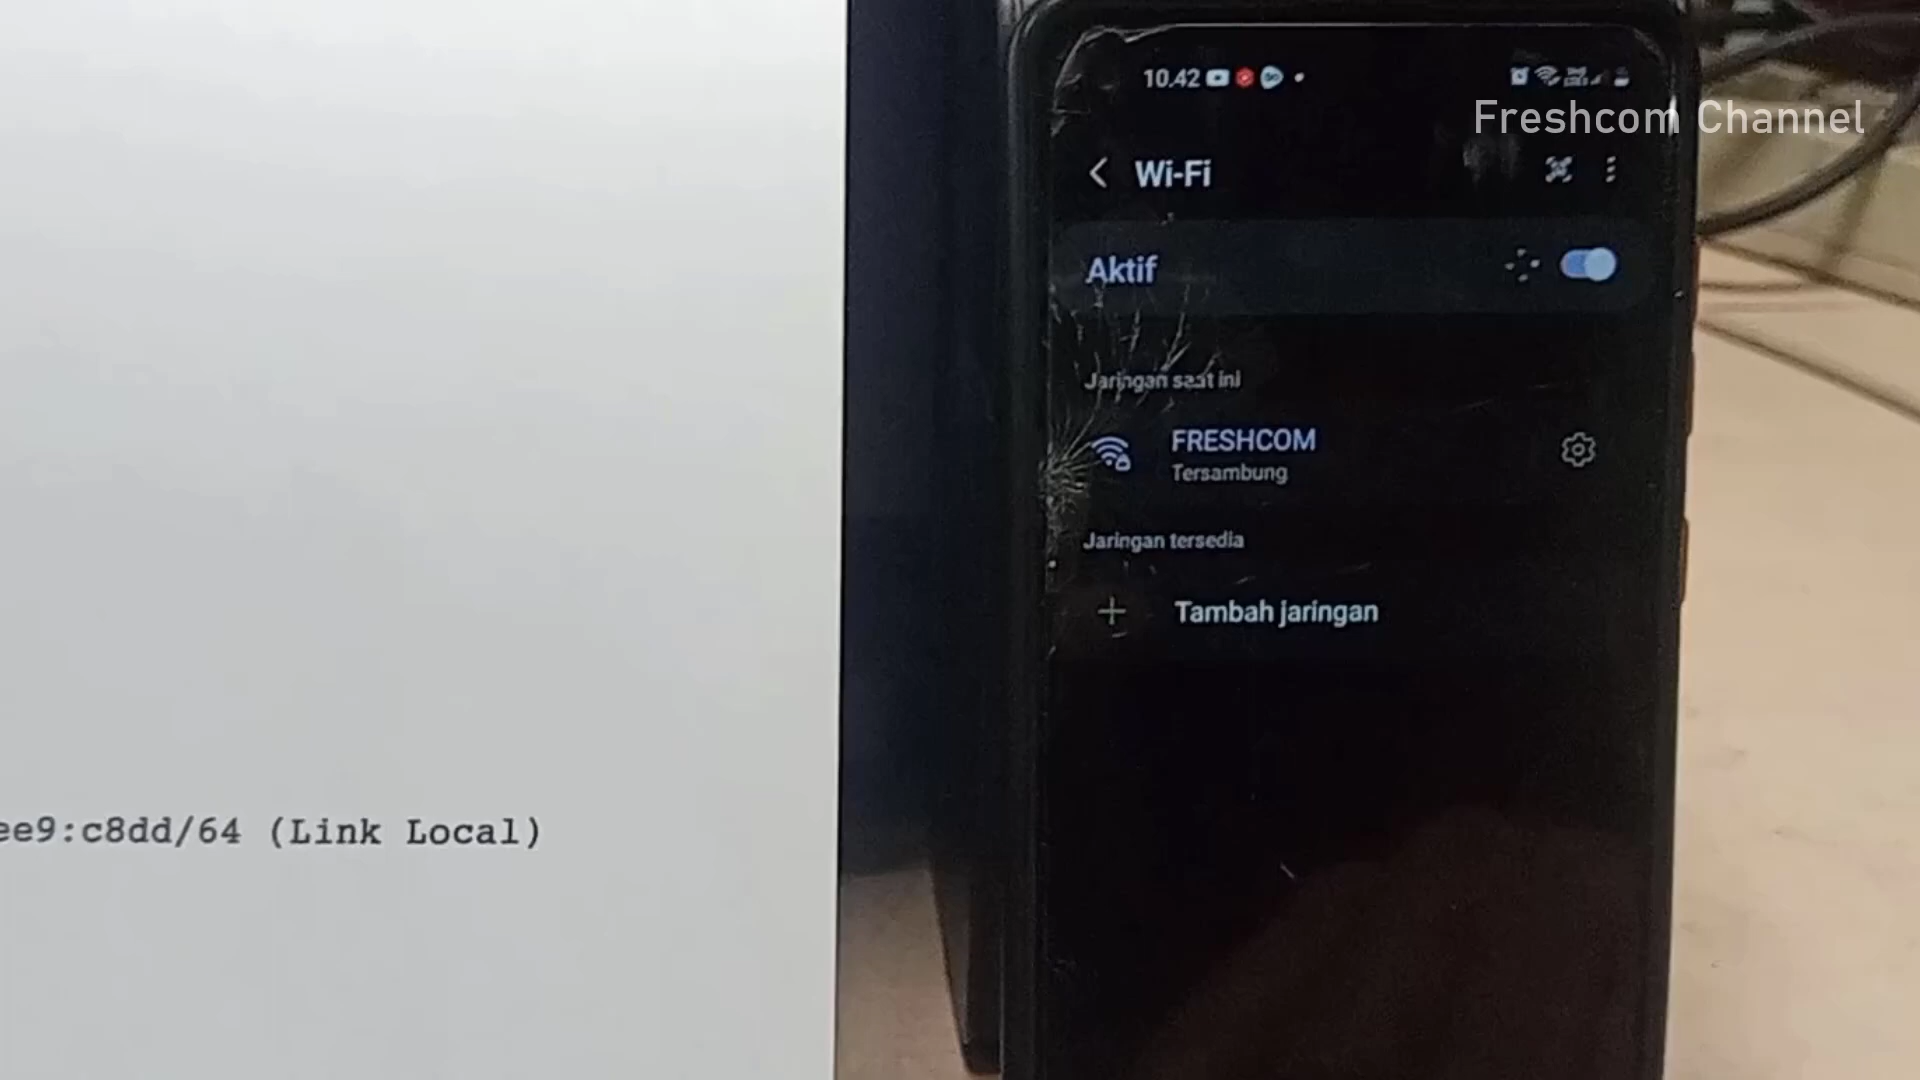 10.42
Freshcom Channel
Wi-Fi
Aktif
Jaringan saat ini
FRESHCOM
Tersambung
Jaringan tersedia
Tambah jaringan
ee9:c8dd/64 (Link Local)